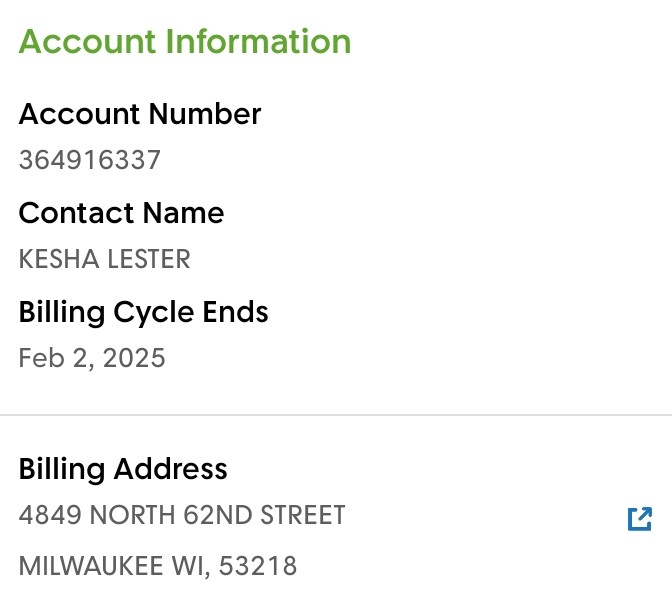 Account Information
Account Number
364916337
Contact Name
KESHA LESTER
Billing Cycle Ends
Feb 2, 2025
Billing Address
4849 NORTH 62ND STREET
MILWAUKEE WI, 53218